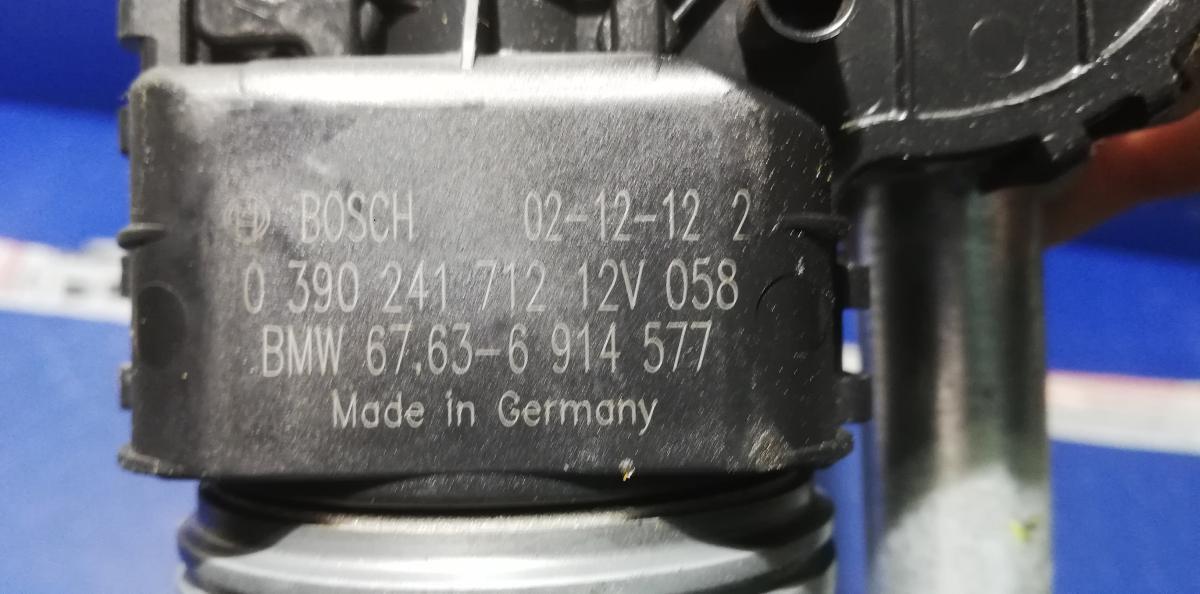 BOSCH 02-12-12 2
0 390 241 712 12V 058
BMW 67.63-6 914 577
Made in Germany